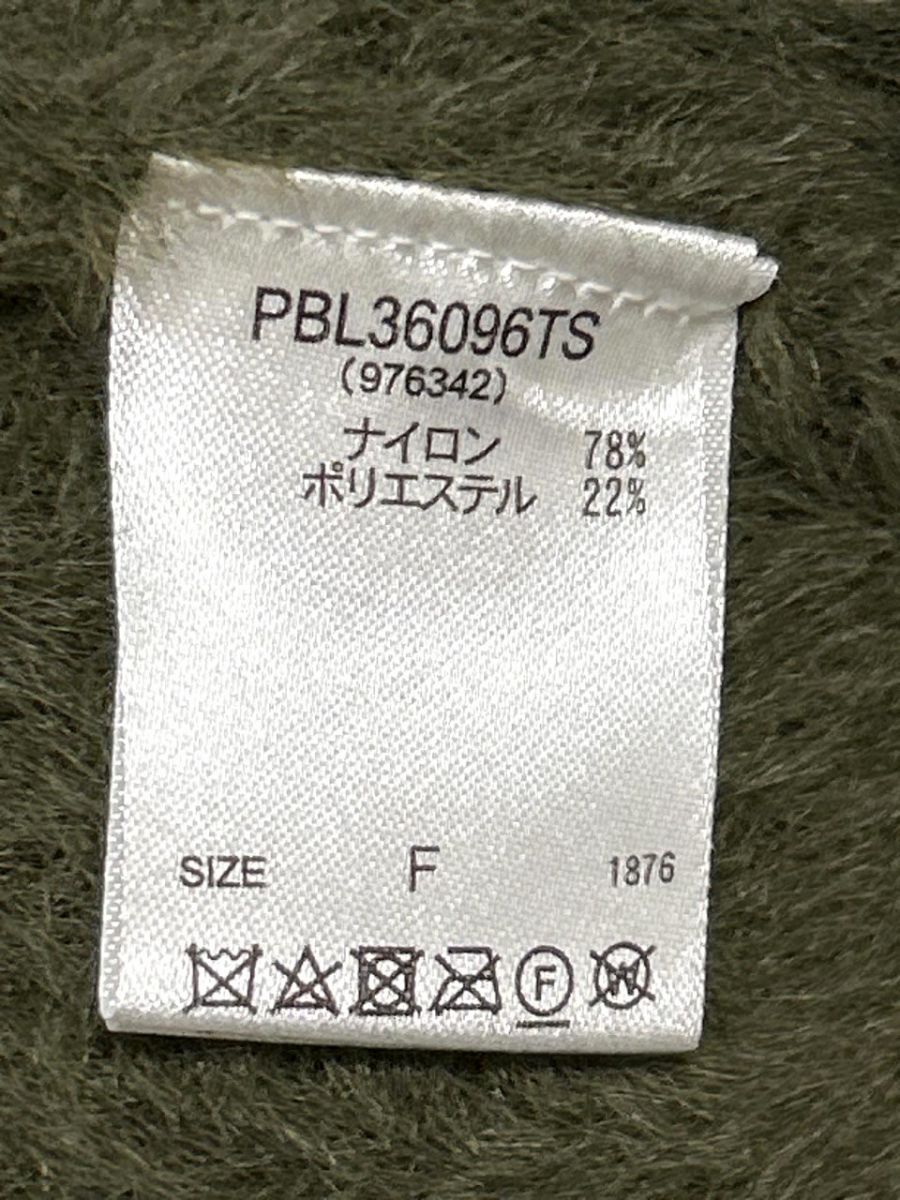 PBL36096TS
(976342)
ナイロン 78%
ポリエステル 22%
SIZE F 1876
F W